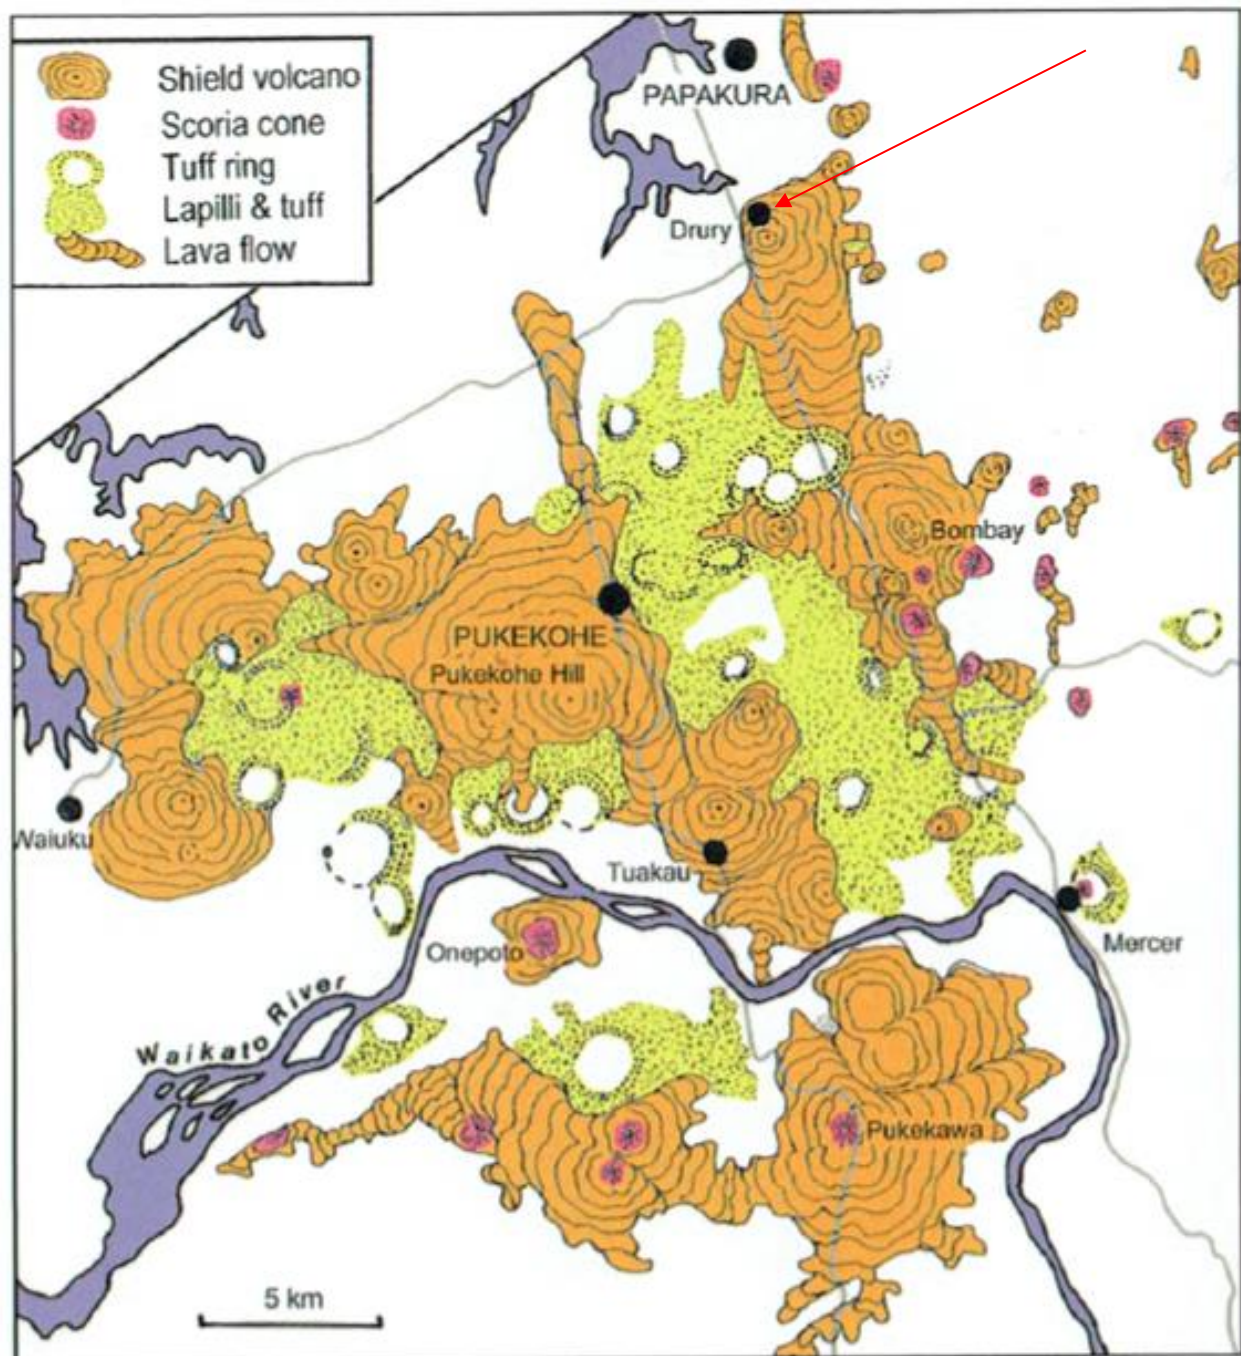 Shield volcano
Scoria cone
Tuff ring
Lapilli & tuff
Lava flow
PAPAKURA
Drury
Bombay
PUKEKOHE
Pukekohe Hill
Waiuku
Tuakau
Onepoto
Mercer
Waikato River
Pukekawa
5 km